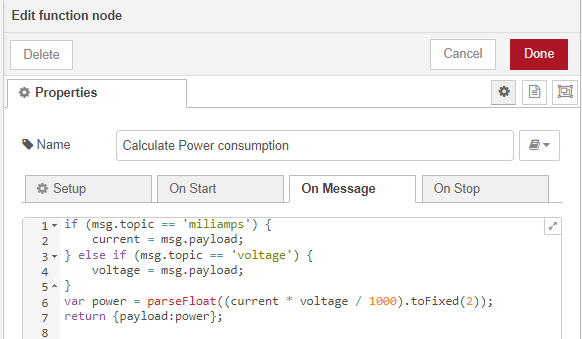 Edit function node
Delete
Cancel
Done
Properties
Name
Calculate Power consumption
Setup
On Start
On Message
On Stop
1 if (msg.topic == 'miliamps') {
2     current = msg.payload;
3 } else if (msg.topic == 'voltage') {
4     voltage = msg.payload;
5 }
6 var power = parseFloat((current * voltage / 1000).toFixed(2));
7 return {payload:power};
8